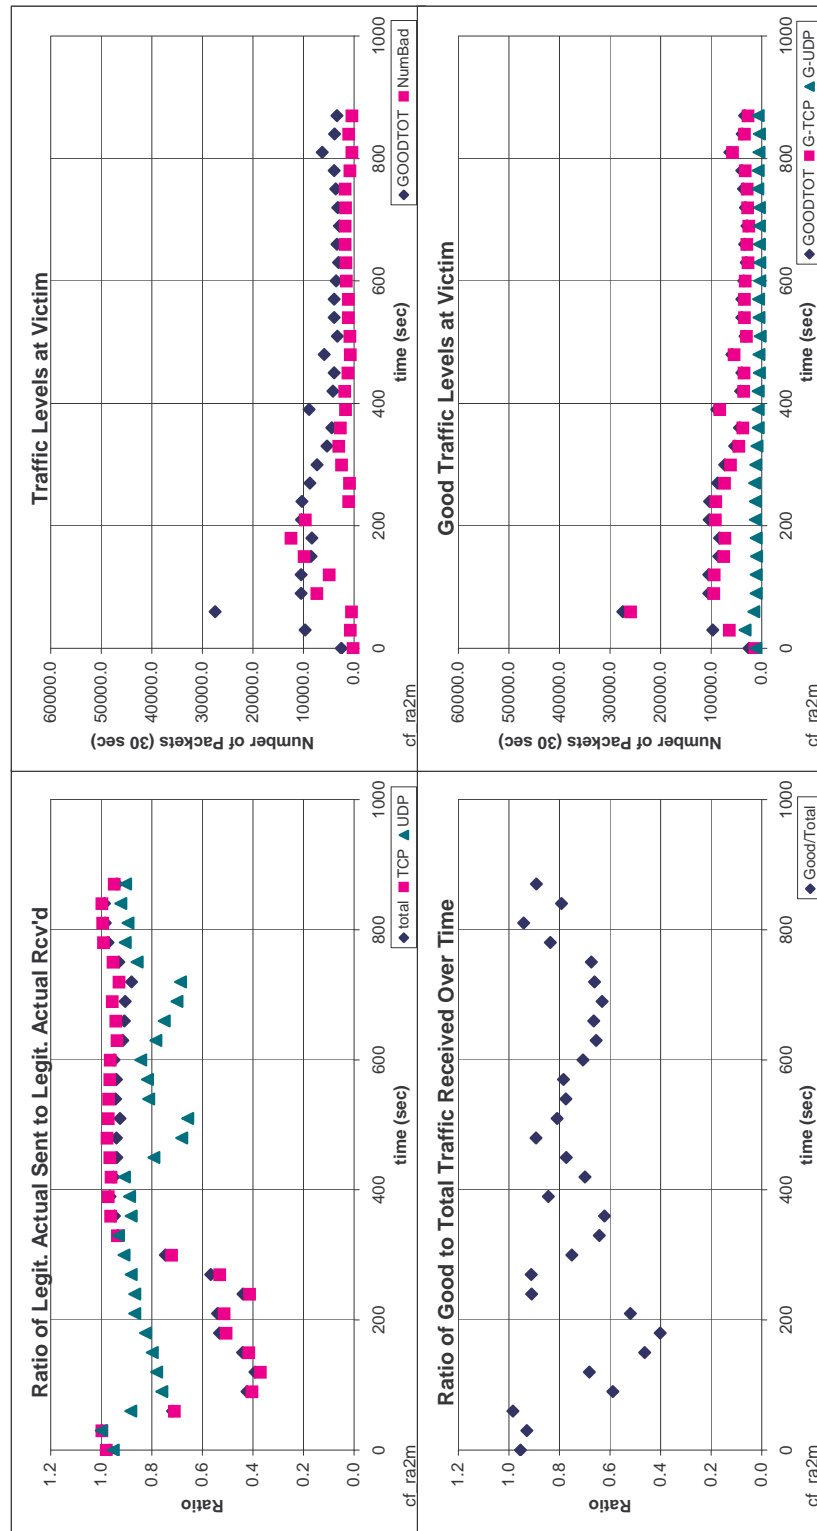 Ratio of Legit. Actual Sent to Legit. Actual Rcv'd
1.2
1.0
0.8
0.6
0.4
0.2
0.0
Ratio
0
200
400
600
800
1000
time (sec)
cf_ra2m
total
TCP
UDP
Traffic Levels at Victim
60000.0
50000.0
40000.0
30000.0
20000.0
10000.0
0.0
Number of Packets (30 sec)
0
200
400
600
800
1000
time (sec)
cf_ra2m
GOODTOT
NumBad
Ratio of Good to Total Traffic Received Over Time
1.2
1.0
0.8
0.6
0.4
0.2
0.0
Ratio
0
200
400
600
800
1000
time (sec)
cf_ra2m
Good/Total
Good Traffic Levels at Victim
60000.0
50000.0
40000.0
30000.0
20000.0
10000.0
0.0
Number of Packets (30 sec)
0
200
400
600
800
1000
time (sec)
cf_ra2m
GOODTOT
G-TCP
G-UDP